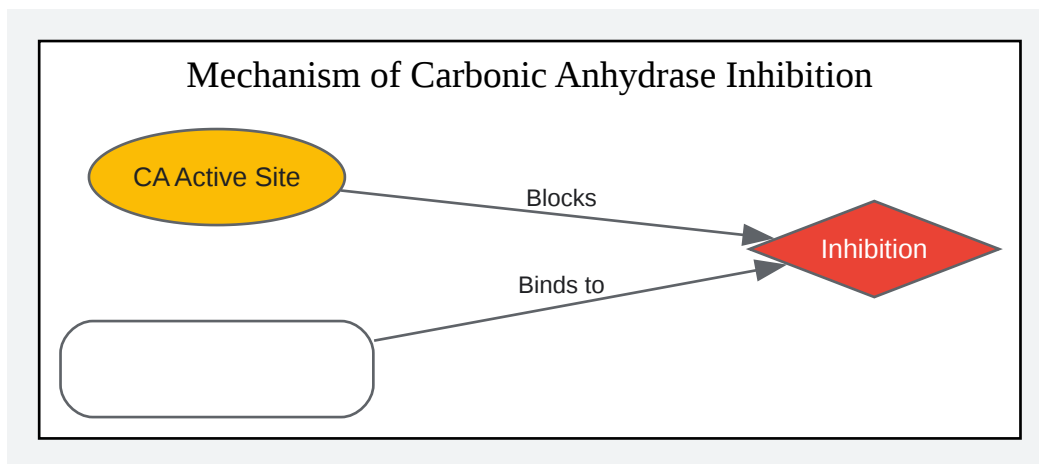 Mechanism of Carbonic Anhydrase Inhibition
CA Active Site
Blocks
Inhibition
Binds to